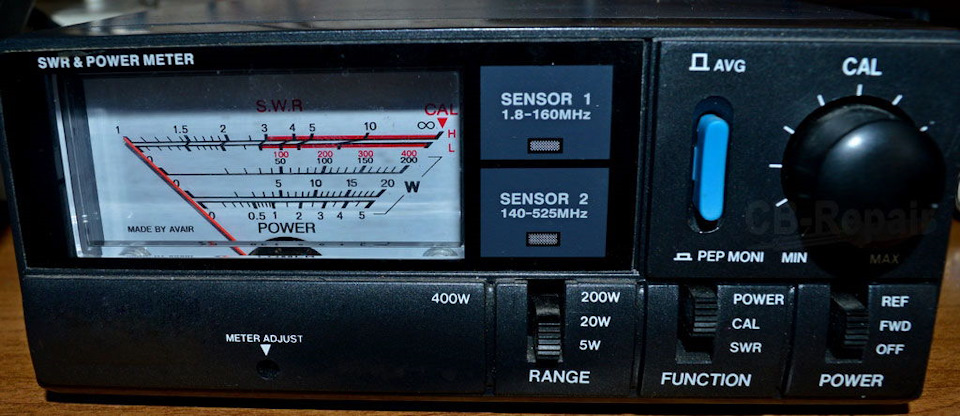 SWR & POWER METER
S.W.R
CAL
1 1.5 2 3 4 5 10 ∞
H
L
100 200 300 400
0 50 100 150 200
W
0 5 10 15 20
0 0.5 1 2 3 4 5
MADE BY AVAIR
POWER
SENSOR 1
1.8-160MHz
SENSOR 2
140-525MHz
AVG
PEP MONI
CAL
MIN
MAX
CB-Repair
METER ADJUST
400W
200W
20W
5W
RANGE
POWER
CAL
SWR
FUNCTION
REF
FWD
OFF
POWER